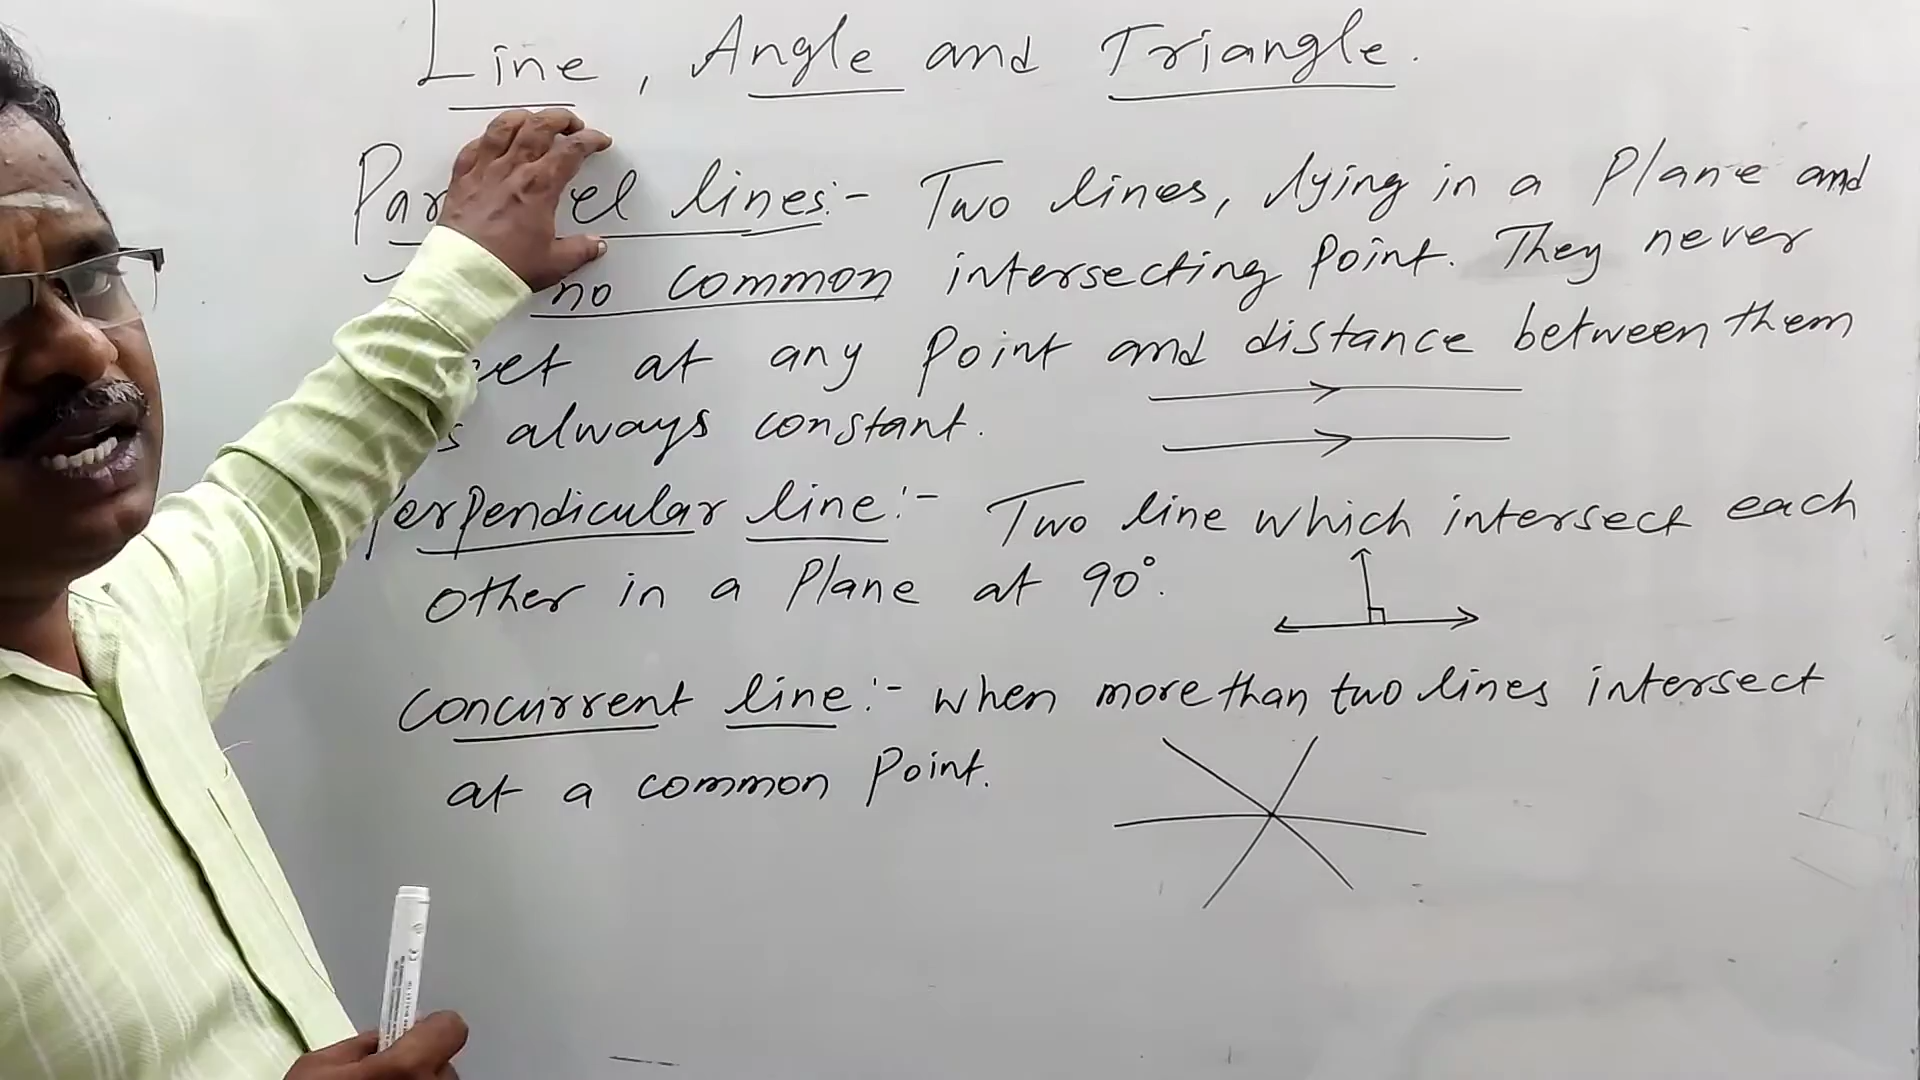 Line, Angle and Triangle.
lines:- Two lines, lying in a Plane and
no common intersecting Point. They never
at any Point and distance between them
always constant.
Perpendicular line:- Two line which intersect each
other in a Plane at 90°.
Concurrent line:- when more than two lines intersect
at a common Point.